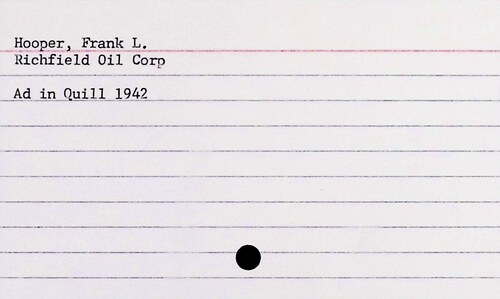 Hooper, Frank L.
Richfield Oil Corp
Ad in Quill 1942